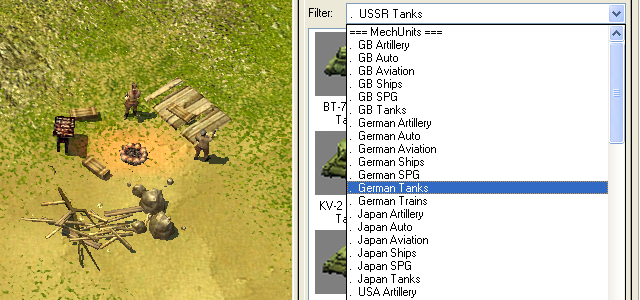 Filter:
. USSR Tanks
=== MechUnits ===
. GB Artillery
. GB Auto
. GB Aviation
. GB Ships
. GB SPG
. GB Tanks
. German Artillery
. German Auto
. German Aviation
. German Ships
. German SPG
. German Tanks
. German Trains
. Japan Artillery
. Japan Auto
. Japan Aviation
. Japan Ships
. Japan SPG
. Japan Tanks
. USA Artillery
BT-7
Ta
KV-2
Ta